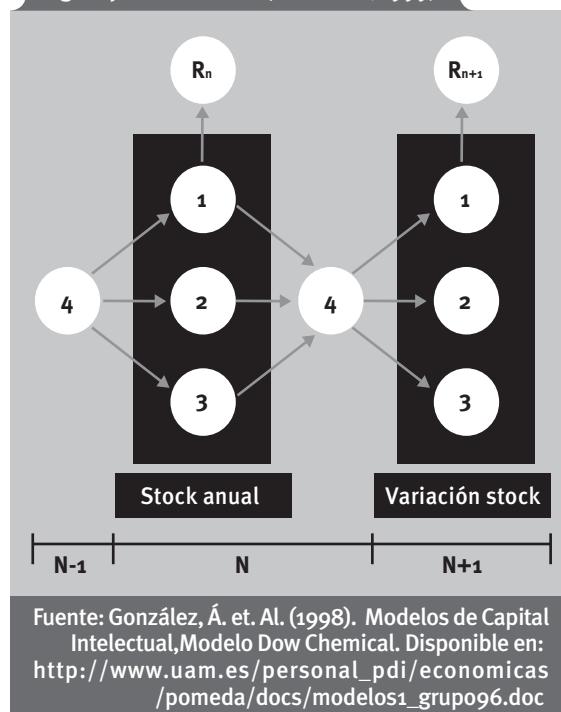 Rn Rn+1
1 1
4 2 4 2
3 3
Stock anual Variación stock
N-1 N N+1
Fuente: González, Á. et. Al. (1998). Modelos de Capital
Intelectual,Modelo Dow Chemical. Disponible en:
http://www.uam.es/personal_pdi/economicas
/pomeda/docs/modelos1_grupo96.doc